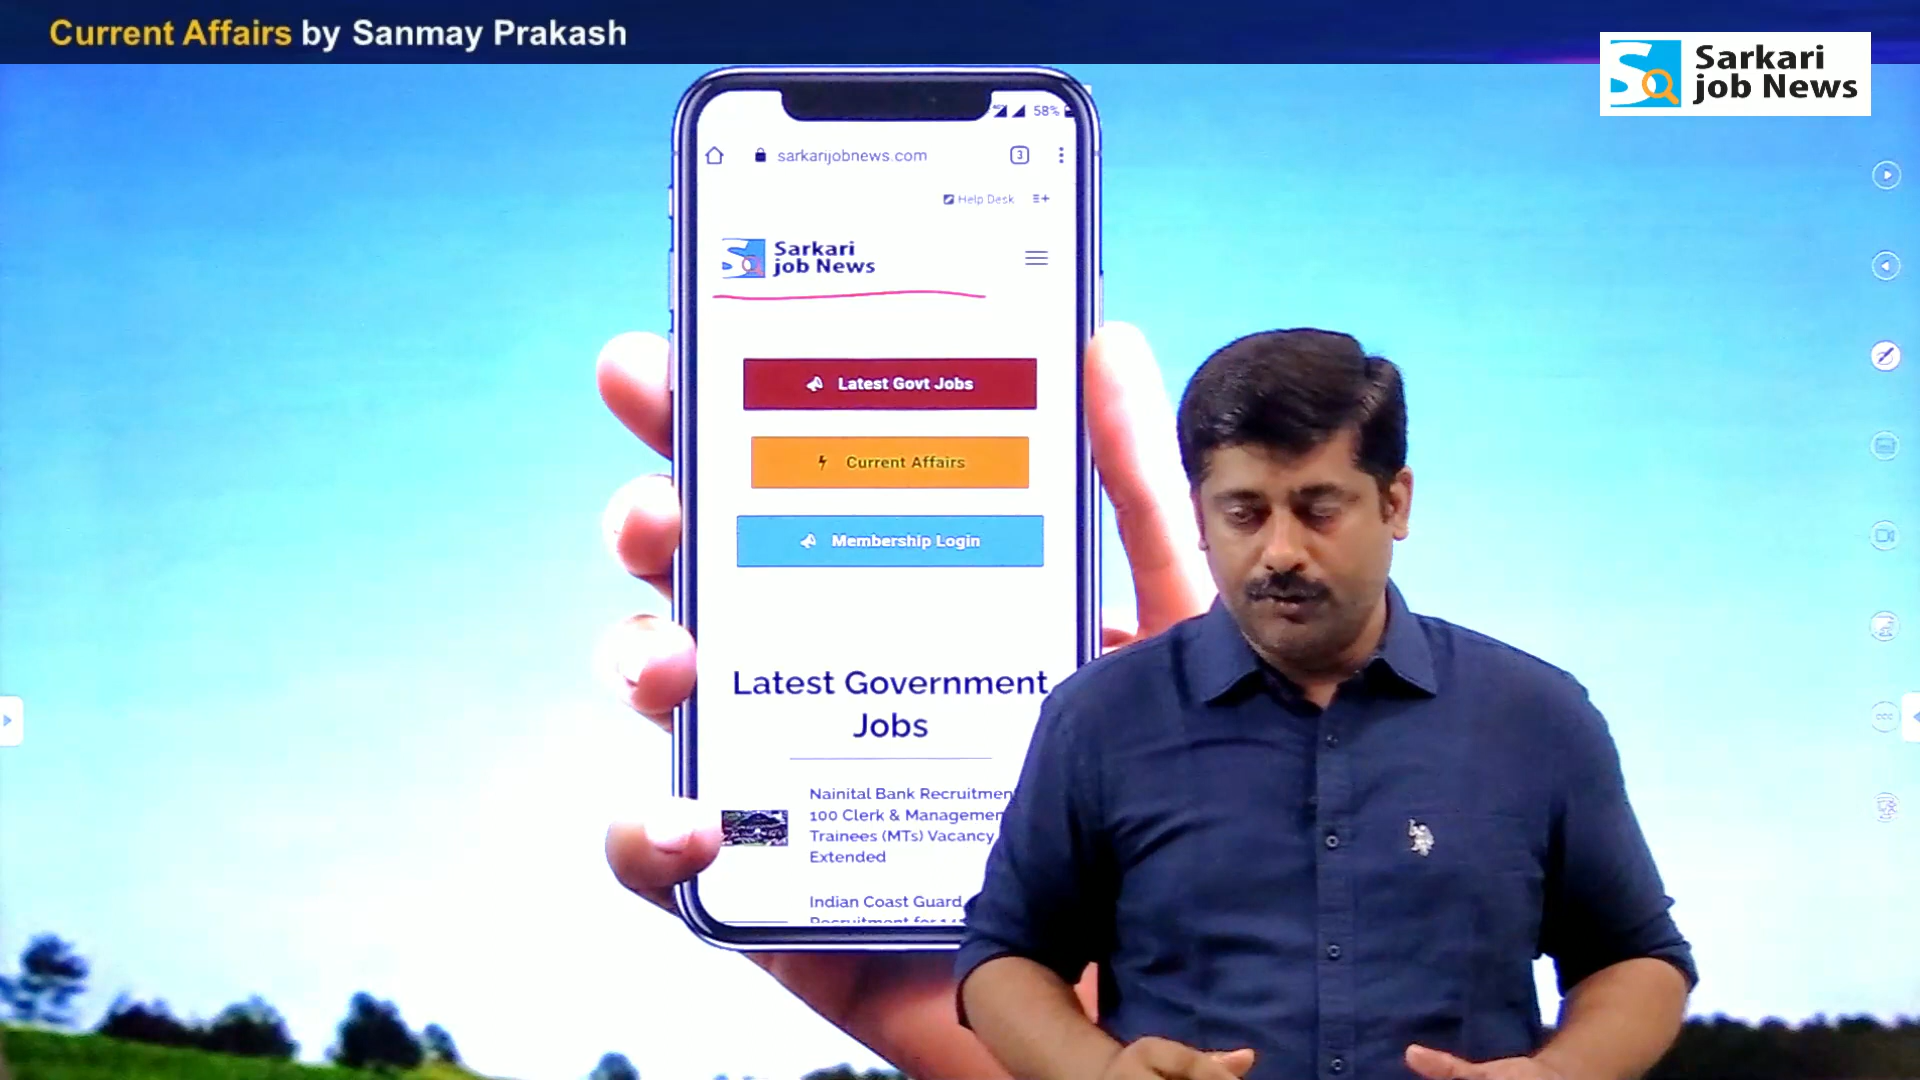 Current Affairs by Sanmay Prakash
Sarkari
job News
58%
sarkarijobnews.com
3
Help Desk
Sarkari
job News
Latest Govt Jobs
Current Affairs
Membership Login
Latest Government
Jobs
Nainital Bank Recruitmen
100 Clerk & Managemen
Trainees (MTs) Vacancy
Extended
Indian Coast Guard
Recruitment for